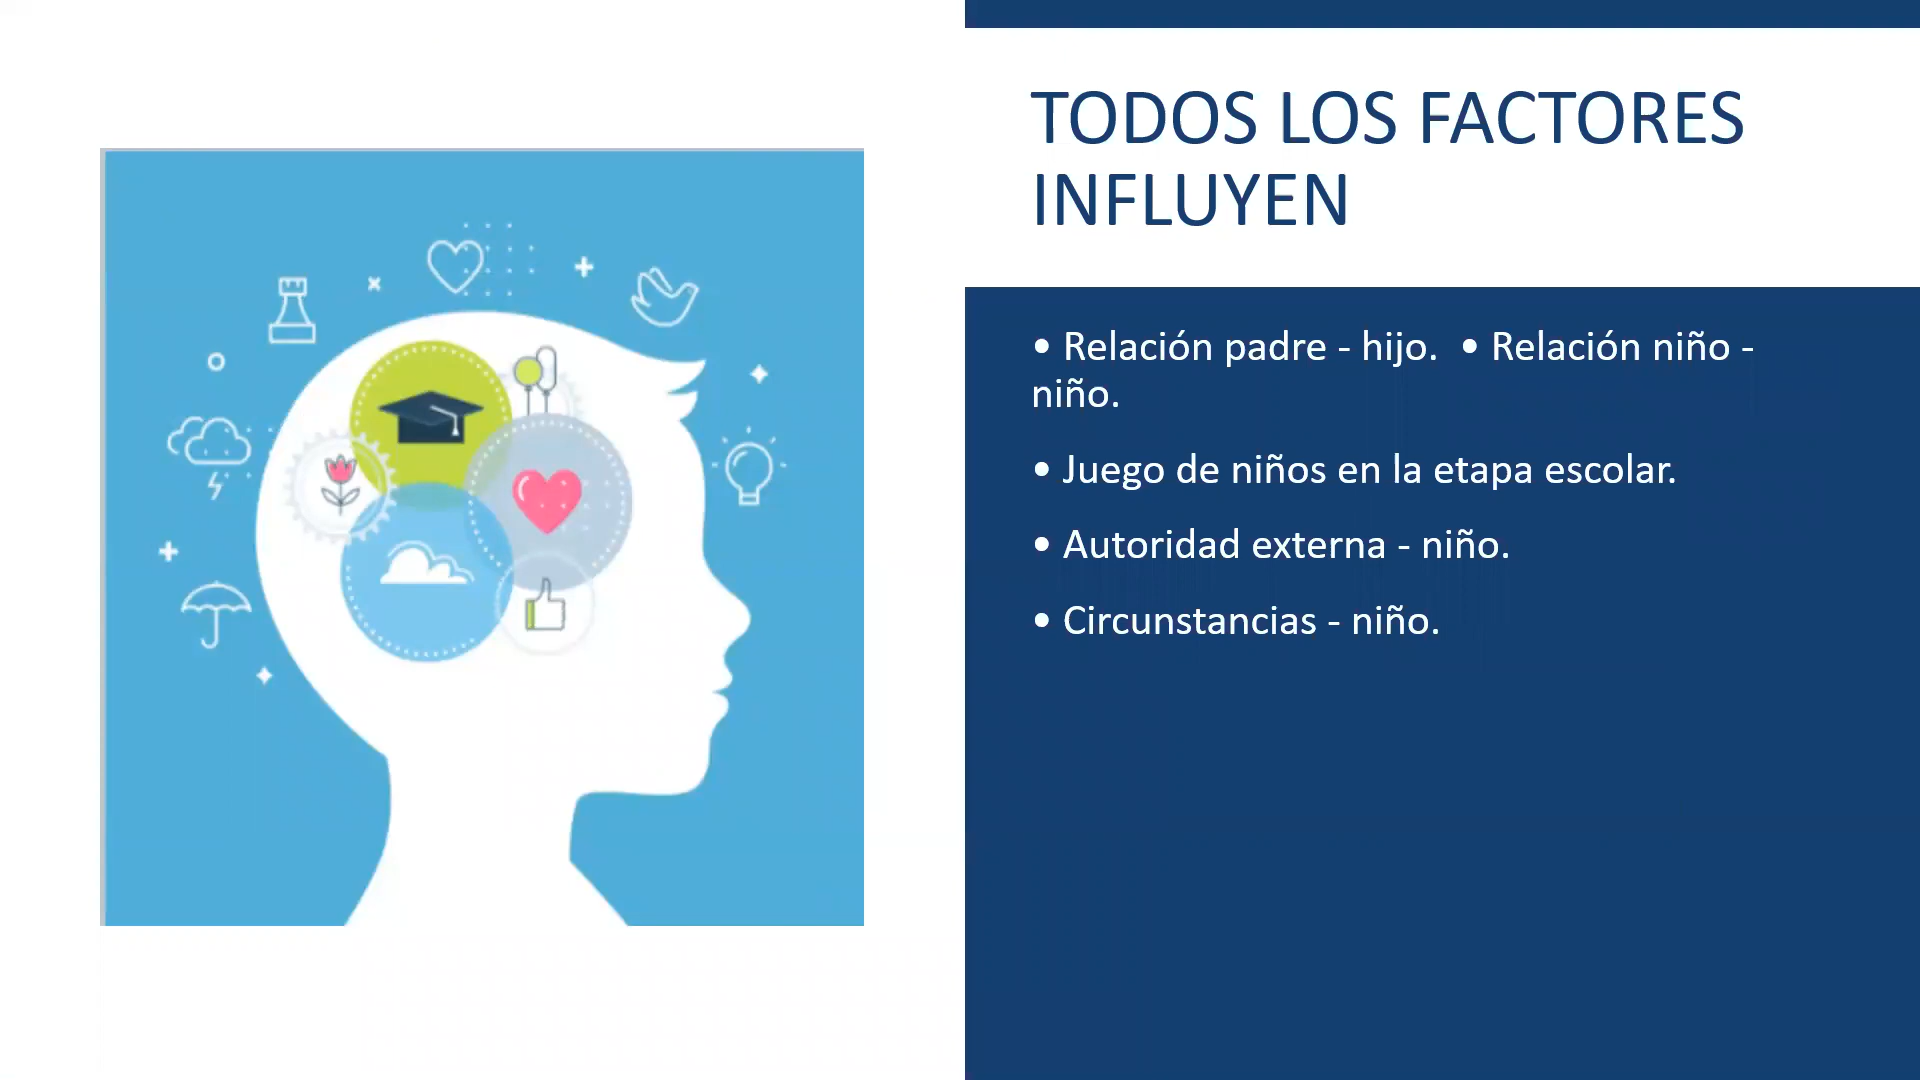 TODOS LOS FACTORES
INFLUYEN
• Relación padre - hijo.  • Relación niño -
niño.
• Juego de niños en la etapa escolar.
• Autoridad externa - niño.
• Circunstancias - niño.